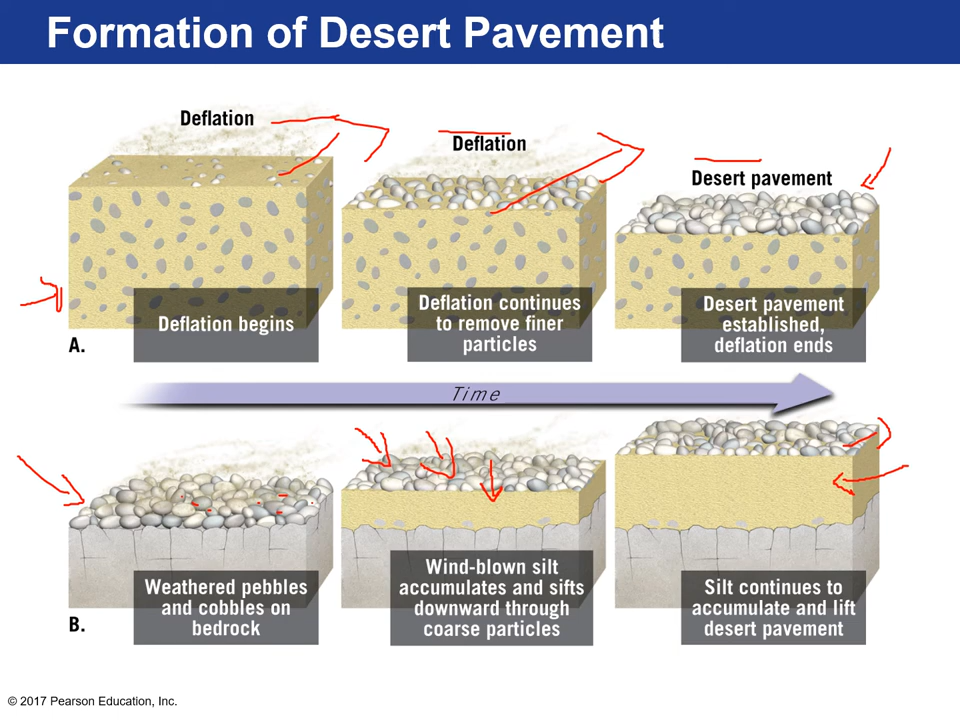 Formation of Desert Pavement
Deflation
Deflation
Desert pavement
Deflation begins
Deflation continues
to remove finer
particles
Desert pavement
established,
deflation ends
A.
Time
Weathered pebbles
and cobbles on
bedrock
Wind-blown silt
accumulates and sifts
downward through
coarse particles
Silt continues to
accumulate and lift
desert pavement
B.
© 2017 Pearson Education, Inc.